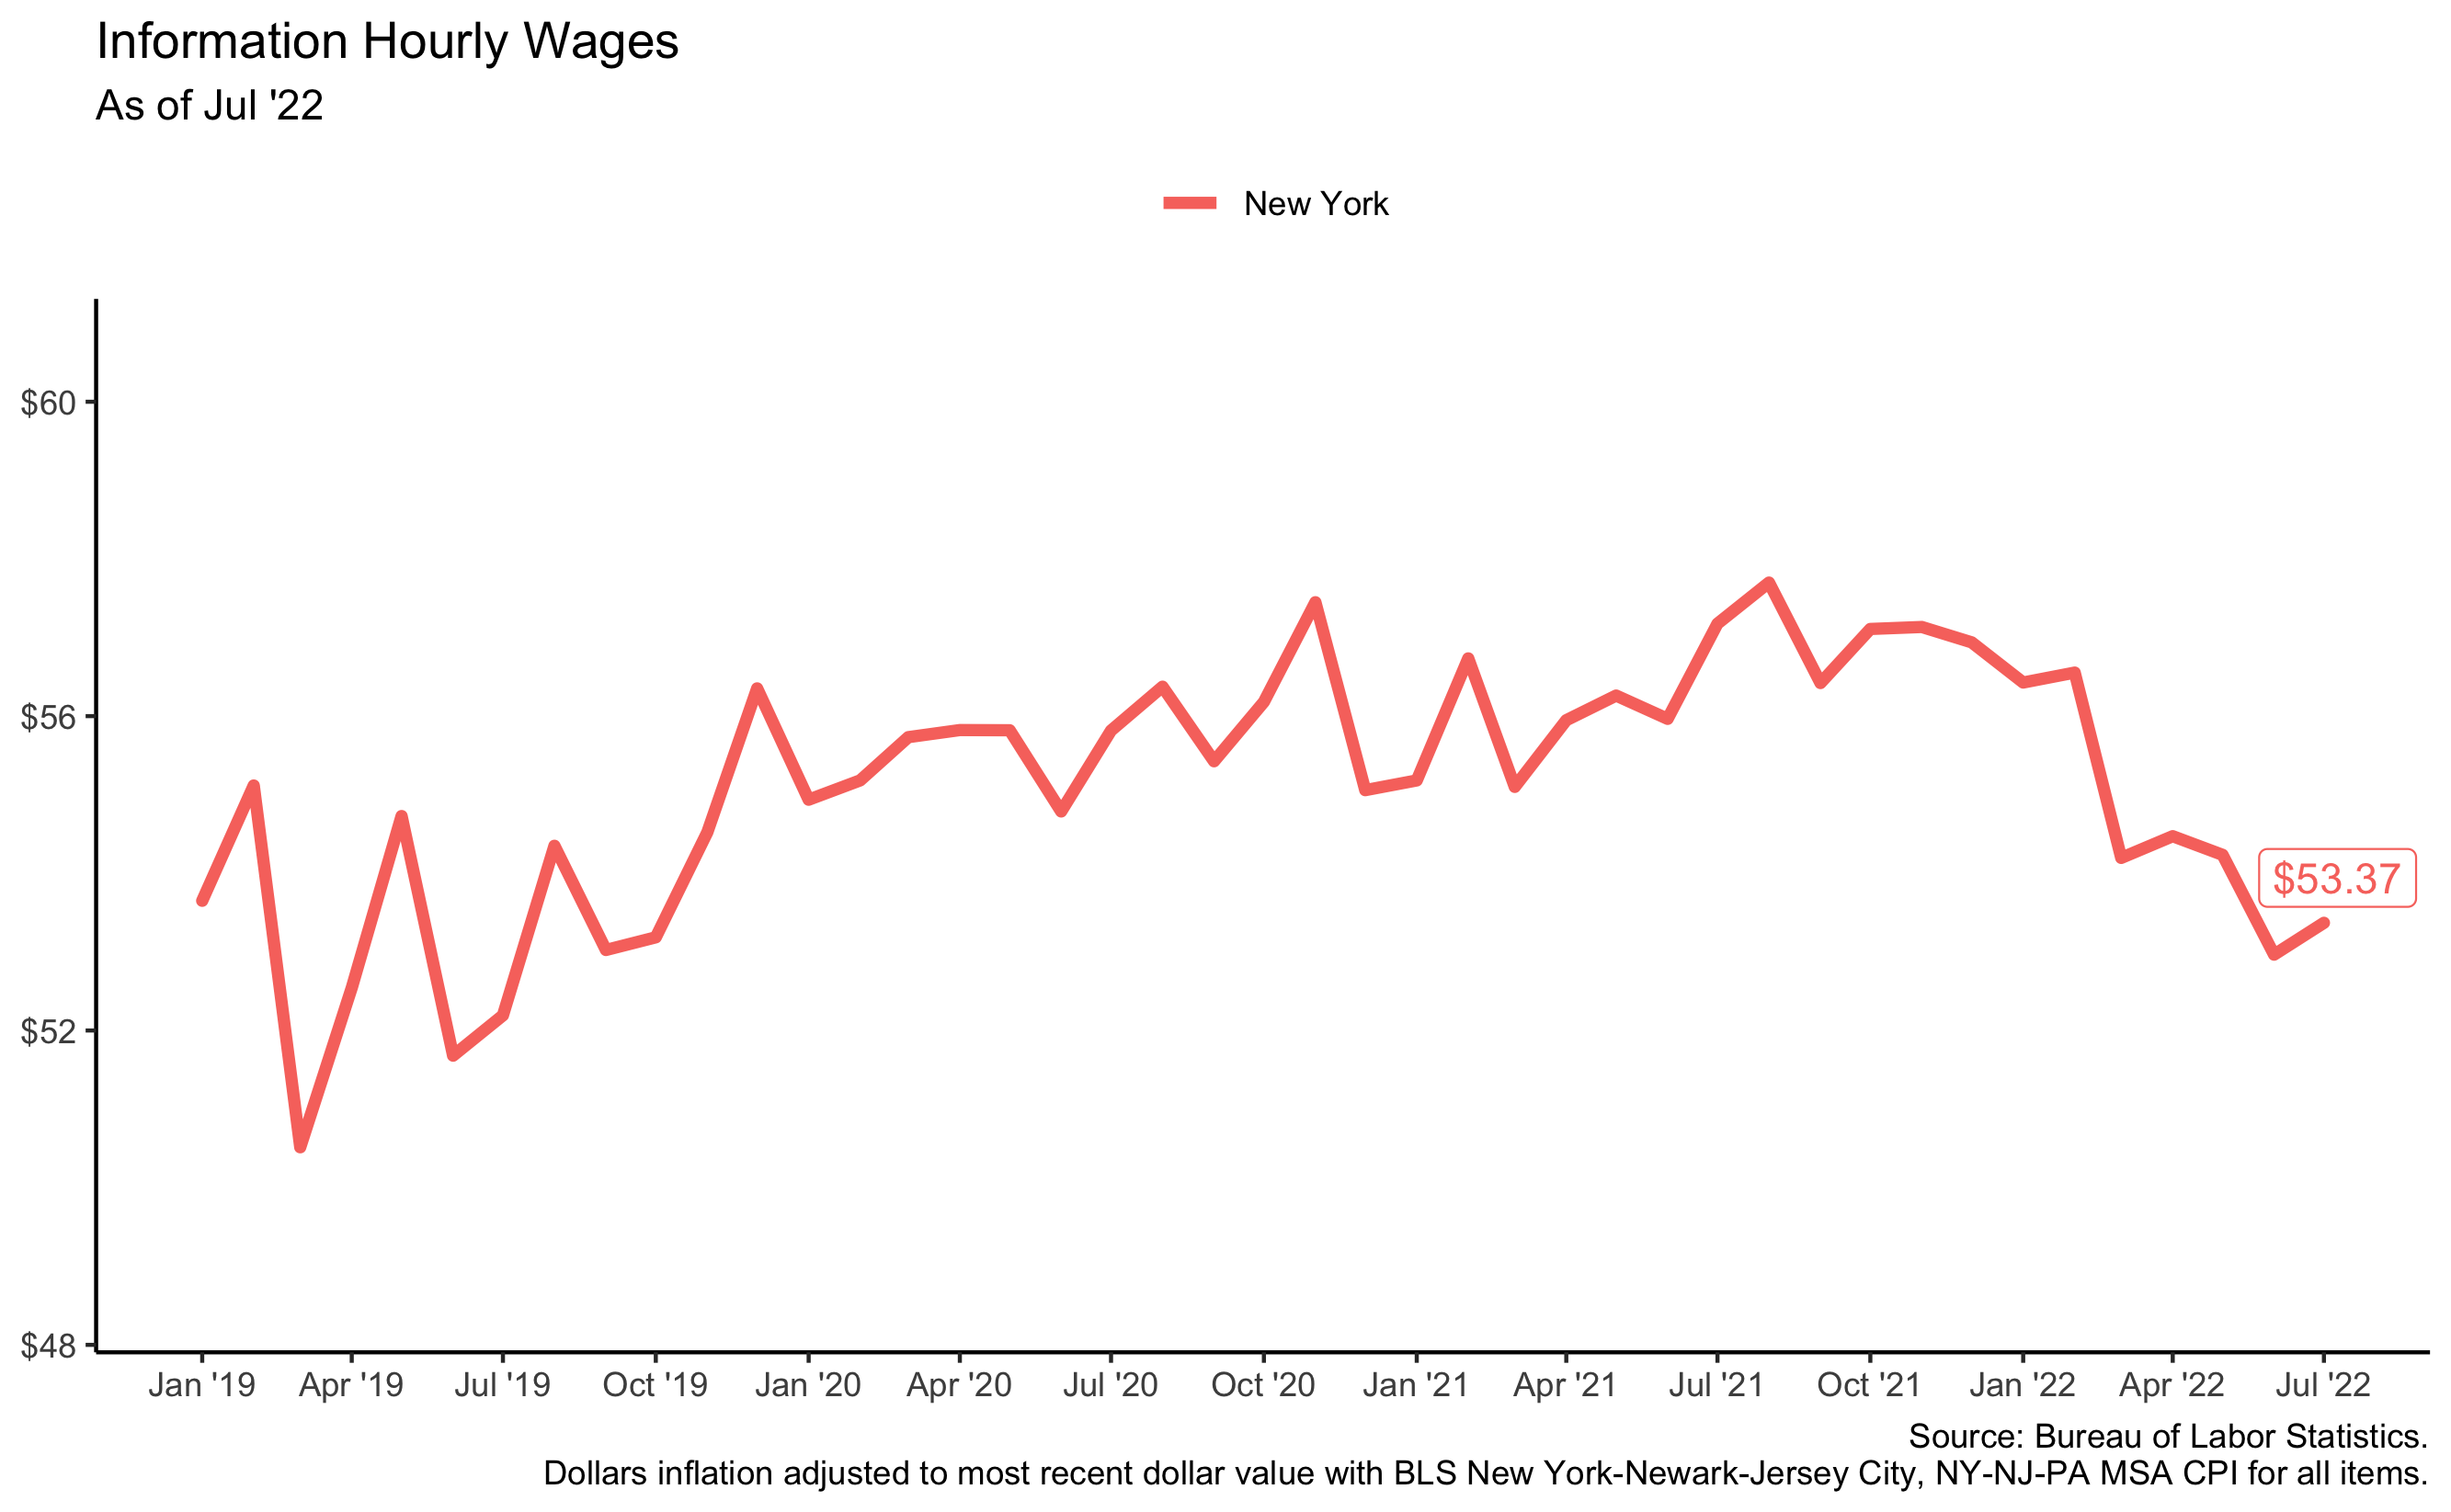 Information Hourly Wages
As of Jul '22
New York
$60
$56
$52
$48
$53.37
Jan '19 Apr '19 Jul '19 Oct '19 Jan '20 Apr '20 Jul '20 Oct '20 Jan '21 Apr '21 Jul '21 Oct '21 Jan '22 Apr '22 Jul '22
Source: Bureau of Labor Statistics.
Dollars inflation adjusted to most recent dollar value with BLS New York-Newark-Jersey City, NY-NJ-PA MSA CPI for all items.